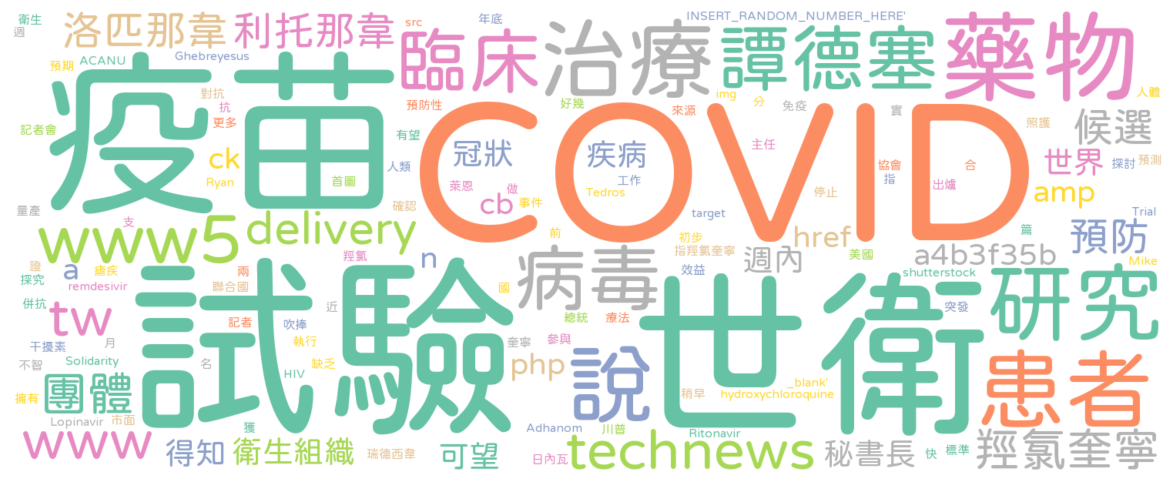 衛生
週
洛匹那韋
利托那韋
src
年底
INSERT_RANDOM_NUMBER_HERE'
ACANU
Ghebreyesus
預期
臨床
治療
譚德塞
藥物
疫苗
COVID
對抗
抗
更多
預防性
好幾
來源
img
分
免疫
實
人體
記者會
有望
照護
候選
ck
冠狀
疾病
主任
協會
合
世界
探討
預測
Ryan
首圖
人類
萊恩
做
工作
指
出爐
cb
事件
Tedros
停止
amp
量產
支
確認
target
篇
Trial
www5
delivery
前
初步
href
預防
證
a
瘧疾
羥氯
n
病毒
指羥氯奎寧
週內
美國
a4b3f35b
Mike
探究
remdesivir
兩
聯合國
國
效益
shutterstock
研究
併抗
tw
月
記者
吹捧
近
試驗
總統
療法
世衛
突發
干擾素
執行
奎寧
參與
不智
Solidarity
名
HIV
缺乏
php
說
患者
擁有
團體
稍早
_blank'
hydroxychloroquine
Lopinavir
市面
獲
Adhanom
川普
Ritonavir
www
得知
衛生組織
瑞德西韋
可望
日內瓦
technews
秘書長
快
標準
羥氯奎寧